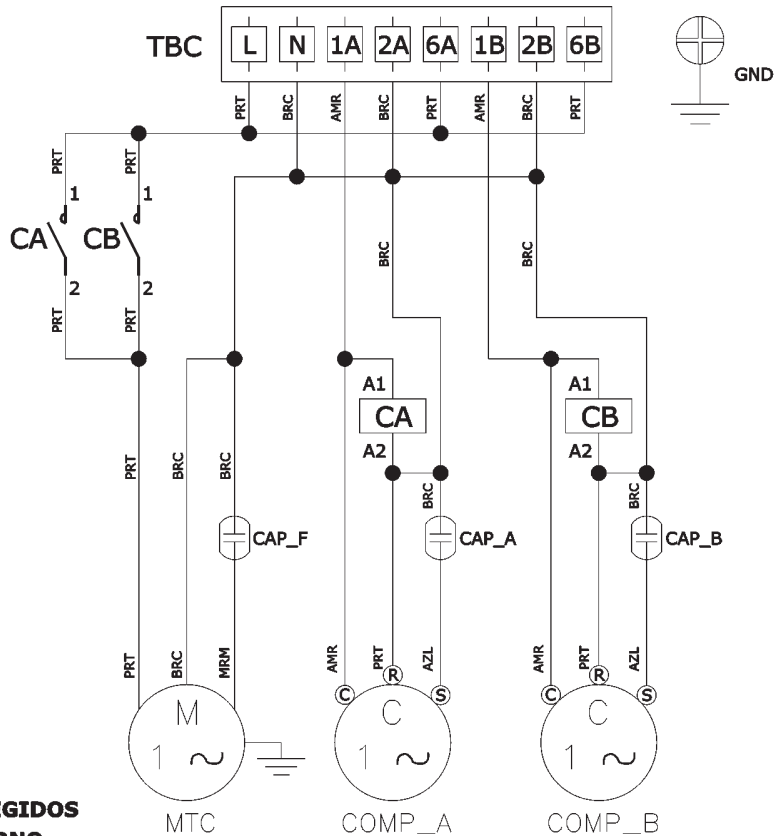 TBC L N 1A 2A 6A 1B 2B 6B
GND
PRT BRC AMR BRC PRT AMR BRC PRT
PRT PRT
1 1
CA CB
BRC BRC
2 2
PRT PRT
A1 A1
CA CB
A2 A2
PRT BRC BRC BRC BRC
CAP_F CAP_A CAP_B
PRT BRC MRM AMR PRT AZL AMR PRT AZL
C R S C R S
M C C
1 ~ 1 ~ 1 ~
EGIDOS
MTC COMP_A COMP_B